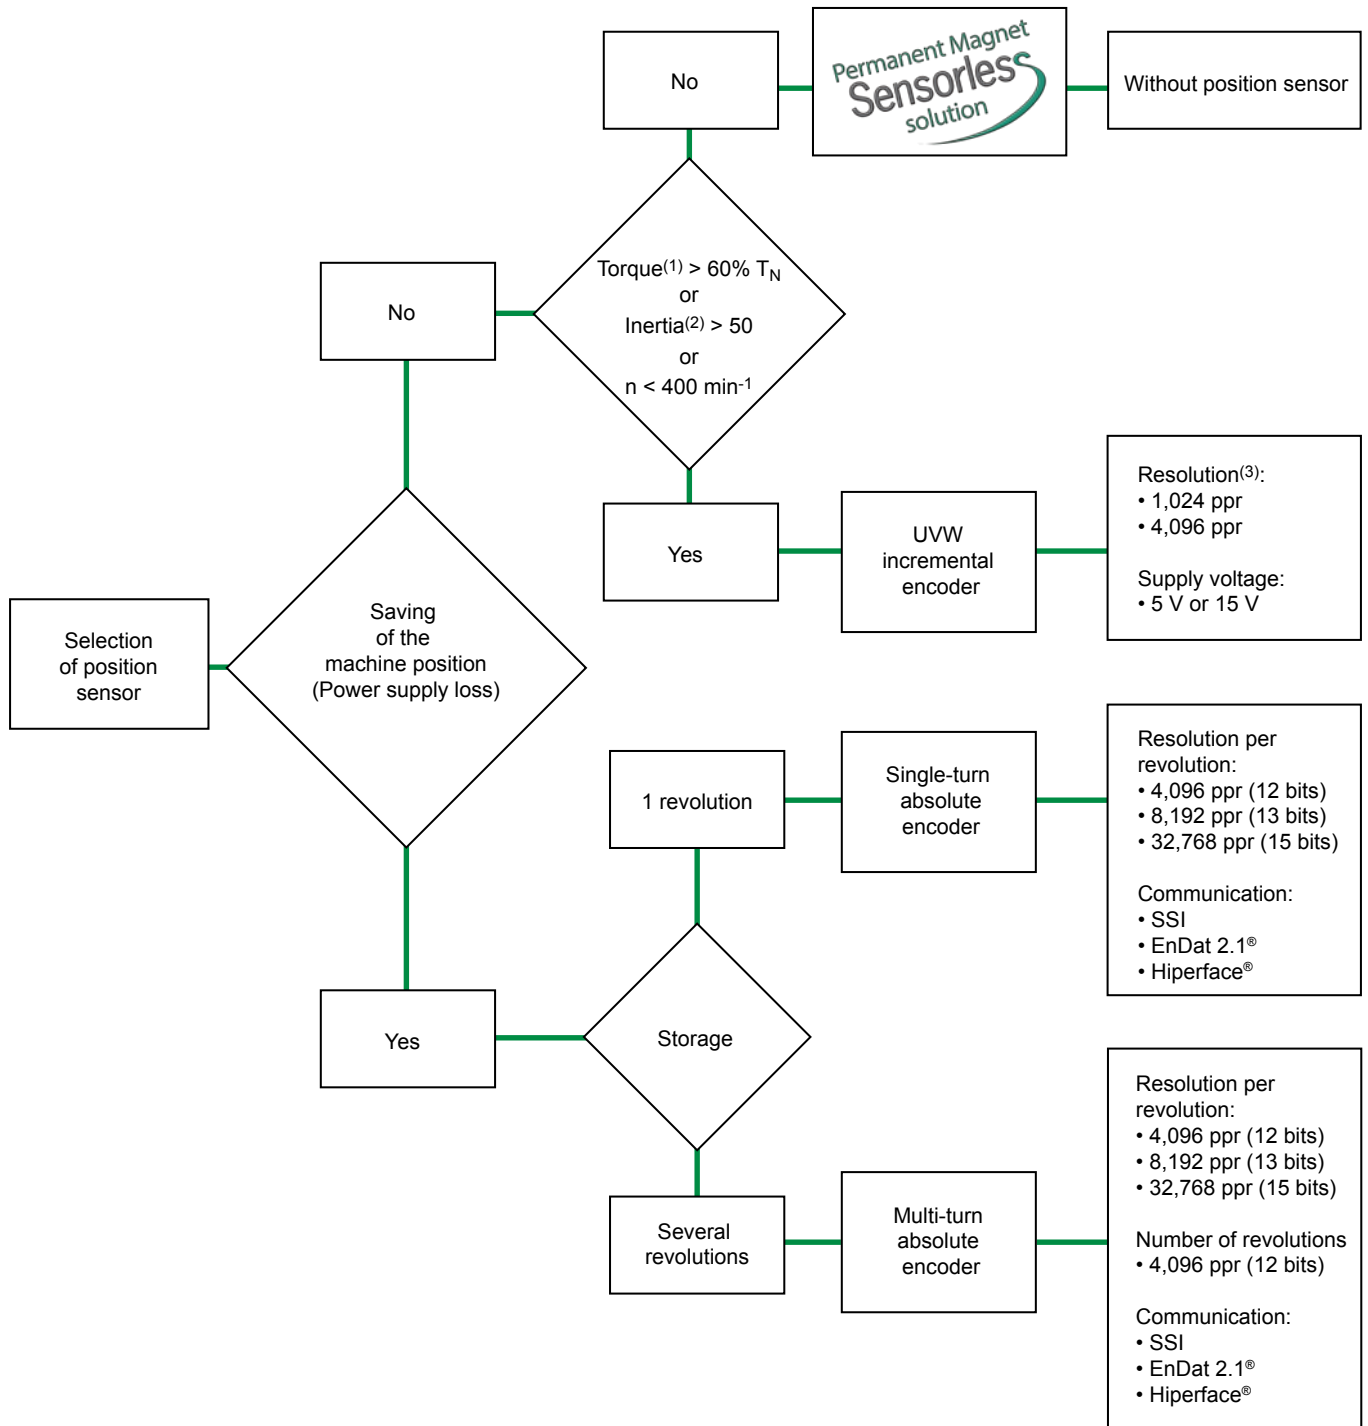 No
Permanent Magnet
Sensorless
solution
Without position sensor
Torque(1) > 60% TN
or
Inertia(2) > 50
or
n < 400 min-1
No
Yes
UVW
incremental
encoder
Resolution(3):
• 1,024 ppr
• 4,096 ppr
Supply voltage:
• 5 V or 15 V
Selection
of position
sensor
Saving
of the
machine position
(Power supply loss)
1 revolution
Single-turn
absolute
encoder
Resolution per
revolution:
• 4,096 ppr (12 bits)
• 8,192 ppr (13 bits)
• 32,768 ppr (15 bits)
Communication:
• SSI
• EnDat 2.1®
• Hiperface®
Yes
Storage
Several
revolutions
Multi-turn
absolute
encoder
Resolution per
revolution:
• 4,096 ppr (12 bits)
• 8,192 ppr (13 bits)
• 32,768 ppr (15 bits)
Number of revolutions
• 4,096 ppr (12 bits)
Communication:
• SSI
• EnDat 2.1®
• Hiperface®